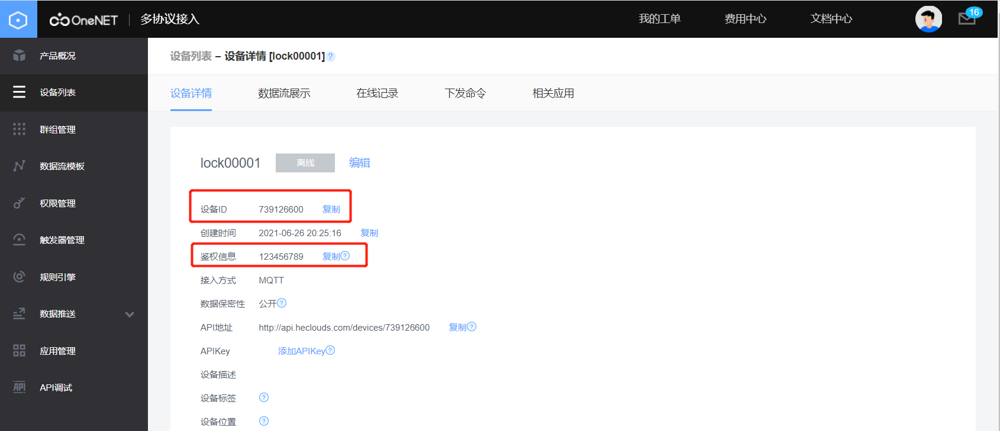 OneNET 多协议接入 我的工单 费用中心 文档中心 16
产品概况
设备列表
群组管理
数据流模板
权限管理
触发器管理
规则引擎
数据推送
应用管理
API API调试
设备列表 – 设备详情 [lock00001] ?
设备详情 数据流展示 在线记录 下发命令 相关应用
lock00001 离线 编辑
设备ID 739126600 复制
创建时间 2021-06-26 20:25:16 复制
鉴权信息 123456789 复制 ?
接入方式 MQTT
数据保密性 公开 ?
API地址 http://api.heclouds.com/devices/739126600 复制 ?
APIKey 添加APIKey ?
设备描述
设备标签 ?
设备位置 ?